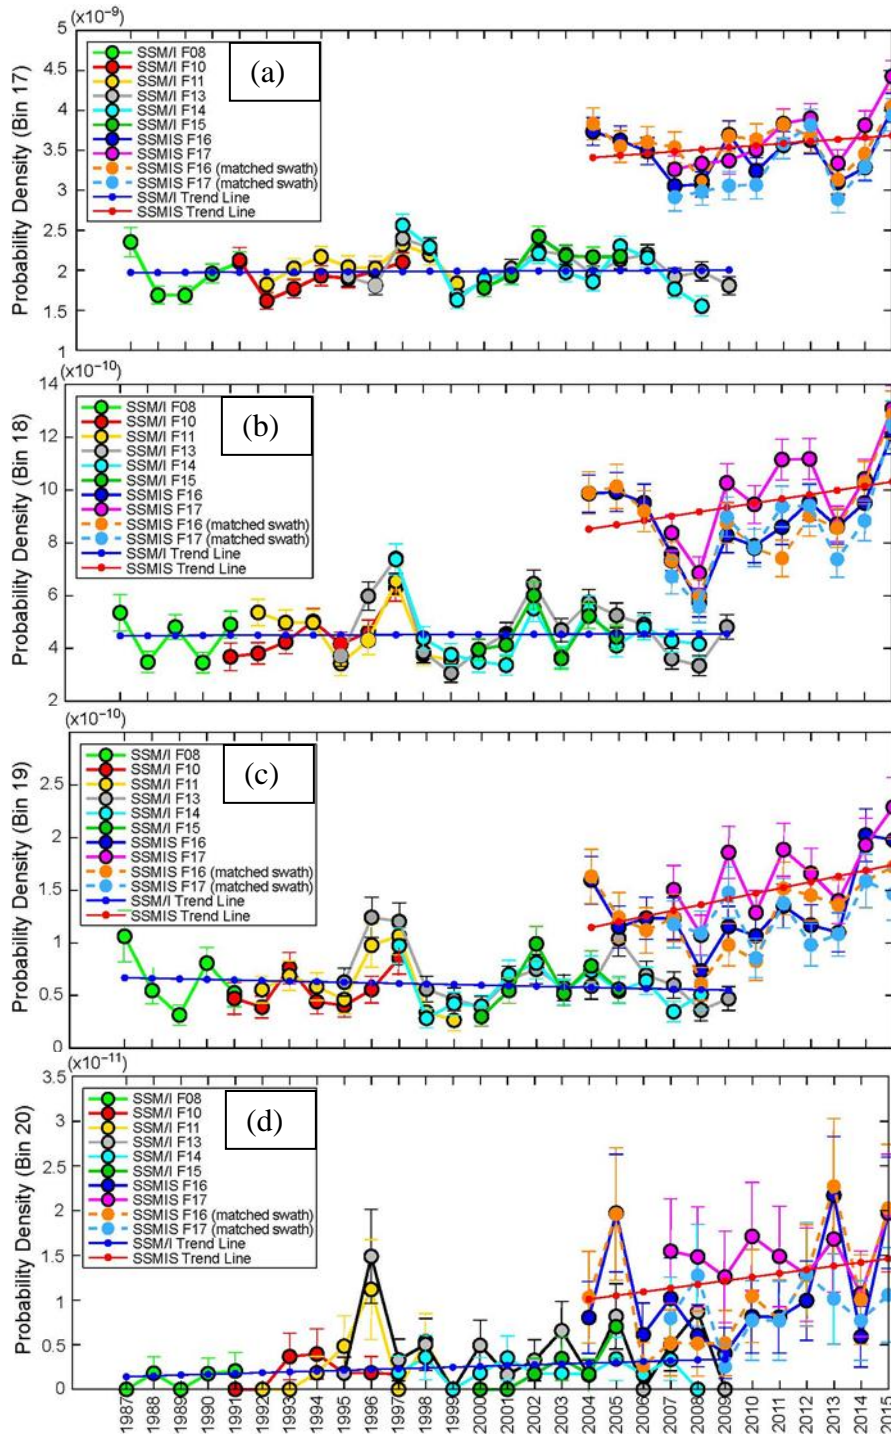 (x10⁻⁹)
5
4.5
4
3.5
3
2.5
2
1.5
1
Probability Density (Bin 17)
SSM/I F08
SSM/I F10
SSM/I F11
SSM/I F13
SSM/I F14
SSM/I F15
SSMIS F16
SSMIS F17
SSMIS F16 (matched swath)
SSMIS F17 (matched swath)
SSM/I Trend Line
SSMIS Trend Line
(a)
(x10⁻¹⁰)
14
12
10
8
6
4
2
Probability Density (Bin 18)
SSM/I F08
SSM/I F10
SSM/I F11
SSM/I F13
SSM/I F14
SSM/I F15
SSMIS F16
SSMIS F17
SSMIS F16 (matched swath)
SSMIS F17 (matched swath)
SSM/I Trend Line
SSMIS Trend Line
(b)
(x10⁻¹⁰)
2.5
2
1.5
1
0.5
0
Probability Density (Bin 19)
SSM/I F08
SSM/I F10
SSM/I F11
SSM/I F13
SSM/I F14
SSM/I F15
SSMIS F16
SSMIS F17
SSMIS F16 (matched swath)
SSMIS F17 (matched swath)
SSM/I Trend Line
SSMIS Trend Line
(c)
(x10⁻¹¹)
3.5
3
2.5
2
1.5
1
0.5
0
Probability Density (Bin 20)
SSM/I F08
SSM/I F10
SSM/I F11
SSM/I F13
SSM/I F14
SSM/I F15
SSMIS F16
SSMIS F17
SSMIS F16 (matched swath)
SSMIS F17 (matched swath)
SSM/I Trend Line
SSMIS Trend Line
(d)
1987 1988 1989 1990 1991 1992 1993 1994 1995 1996 1997 1998 1999 2000 2001 2002 2003 2004 2005 2006 2007 2008 2009 2010 2011 2012 2013 2014 2015